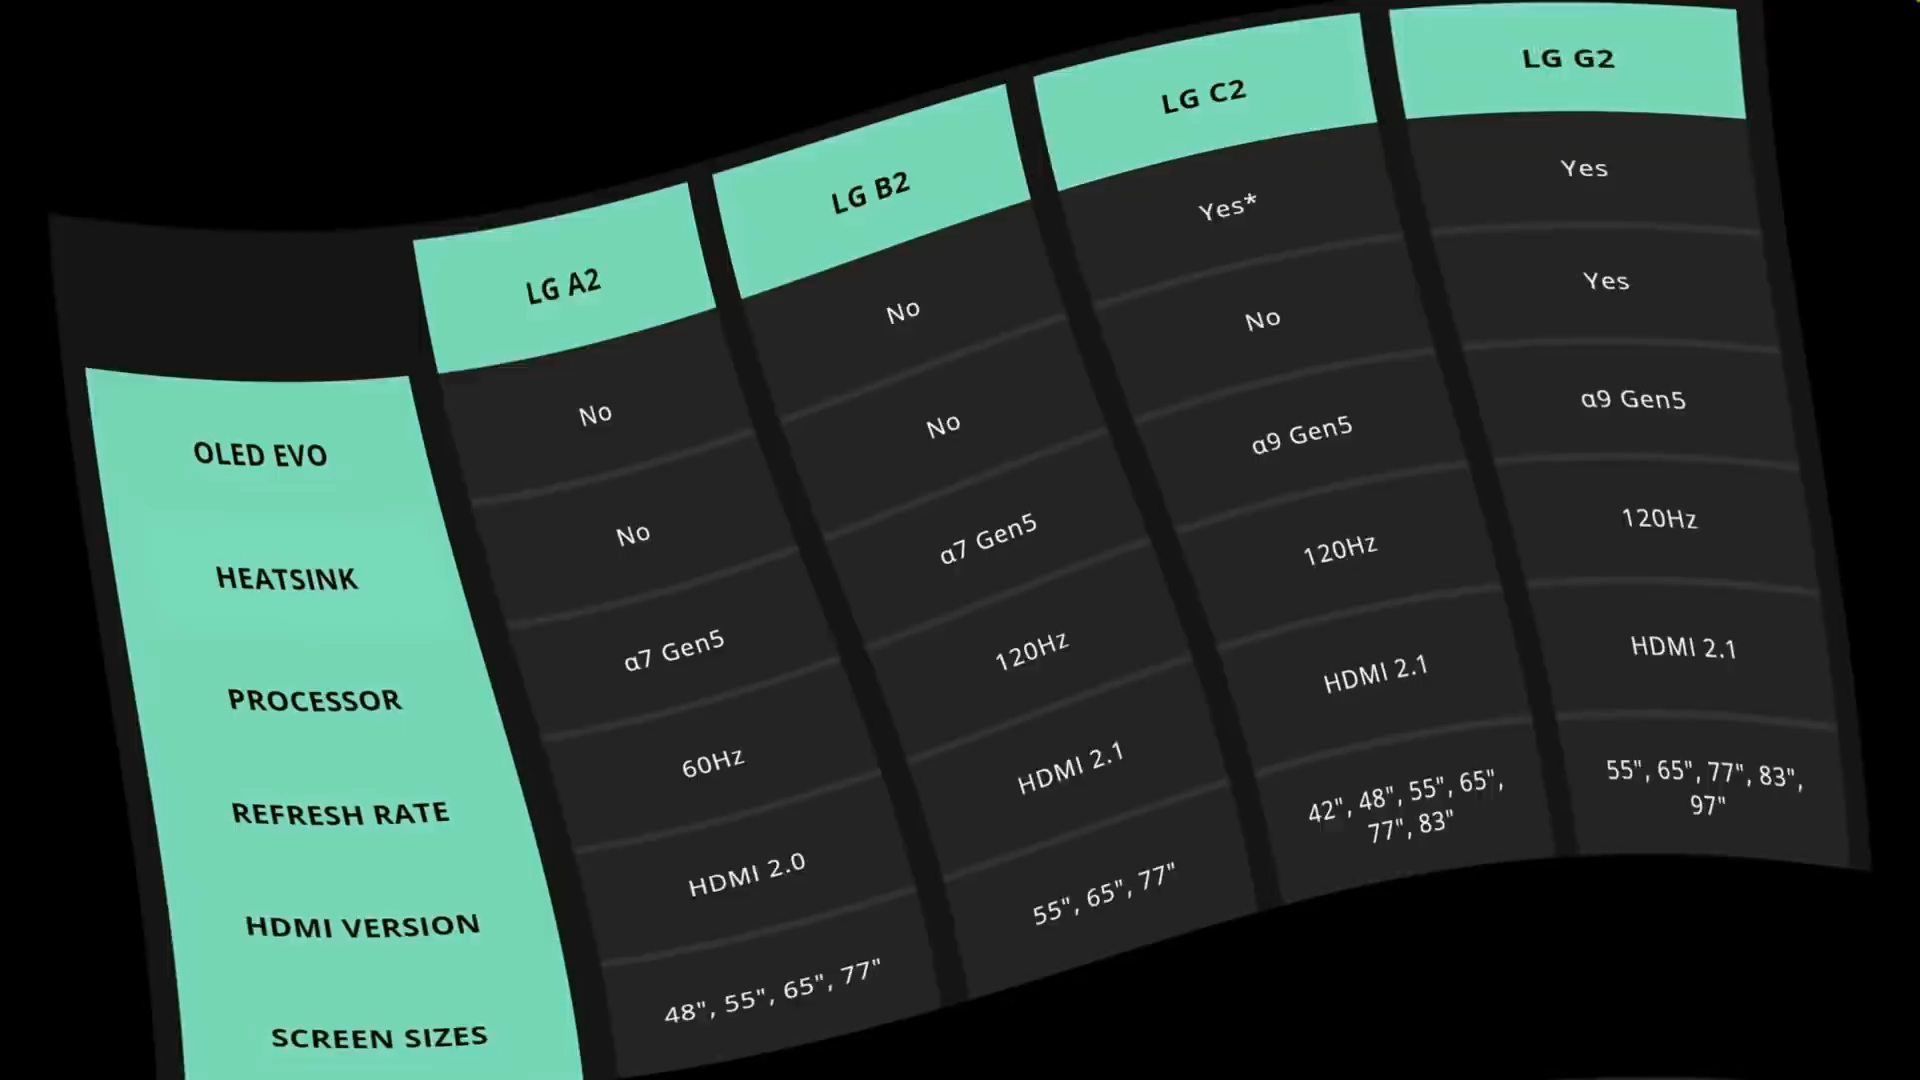 LG A2
LG B2
LG C2
LG G2
OLED EVO
No
No
Yes*
Yes
HEATSINK
No
No
No
Yes
PROCESSOR
α7 Gen5
α7 Gen5
α9 Gen5
α9 Gen5
REFRESH RATE
60Hz
120Hz
120Hz
120Hz
HDMI VERSION
HDMI 2.0
HDMI 2.1
HDMI 2.1
HDMI 2.1
SCREEN SIZES
48", 55", 65", 77"
55", 65", 77"
42", 48", 55", 65",
77", 83"
55", 65", 77", 83",
97"